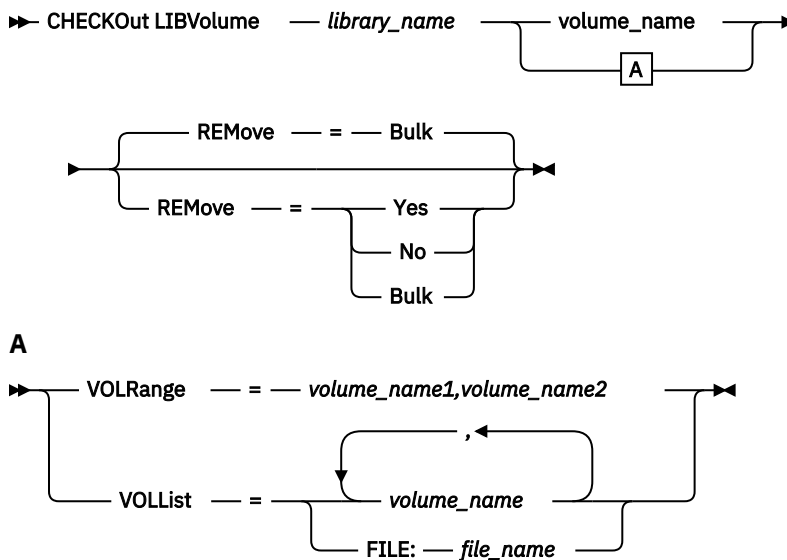 CHECKOut LIBVolume library_name volume_name
A
REMove = Bulk
REMove = Yes
No
Bulk
A
VOLRange = volume_name1,volume_name2
,
VOLList = volume_name
FILE: file_name